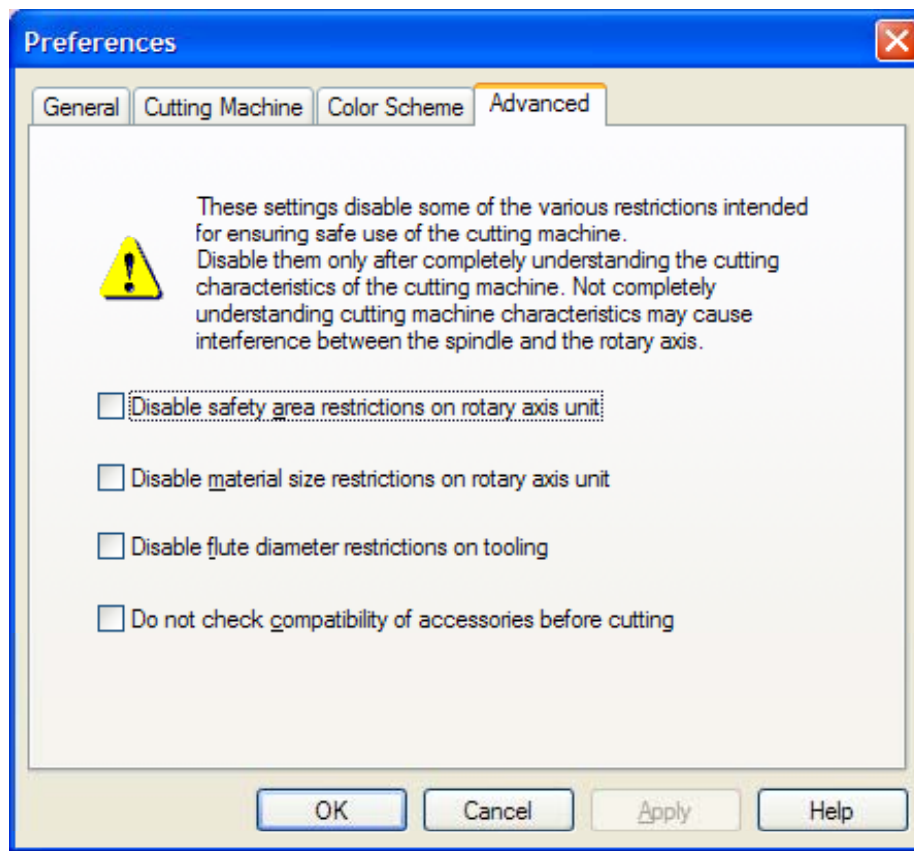 Preferences
General Cutting Machine Color Scheme Advanced
These settings disable some of the various restrictions intended
for ensuring safe use of the cutting machine.
Disable them only after completely understanding the cutting
characteristics of the cutting machine. Not completely
understanding cutting machine characteristics may cause
interference between the spindle and the rotary axis.
Disable safety area restrictions on rotary axis unit
Disable material size restrictions on rotary axis unit
Disable flute diameter restrictions on tooling
Do not check compatibility of accessories before cutting
OK Cancel Apply Help